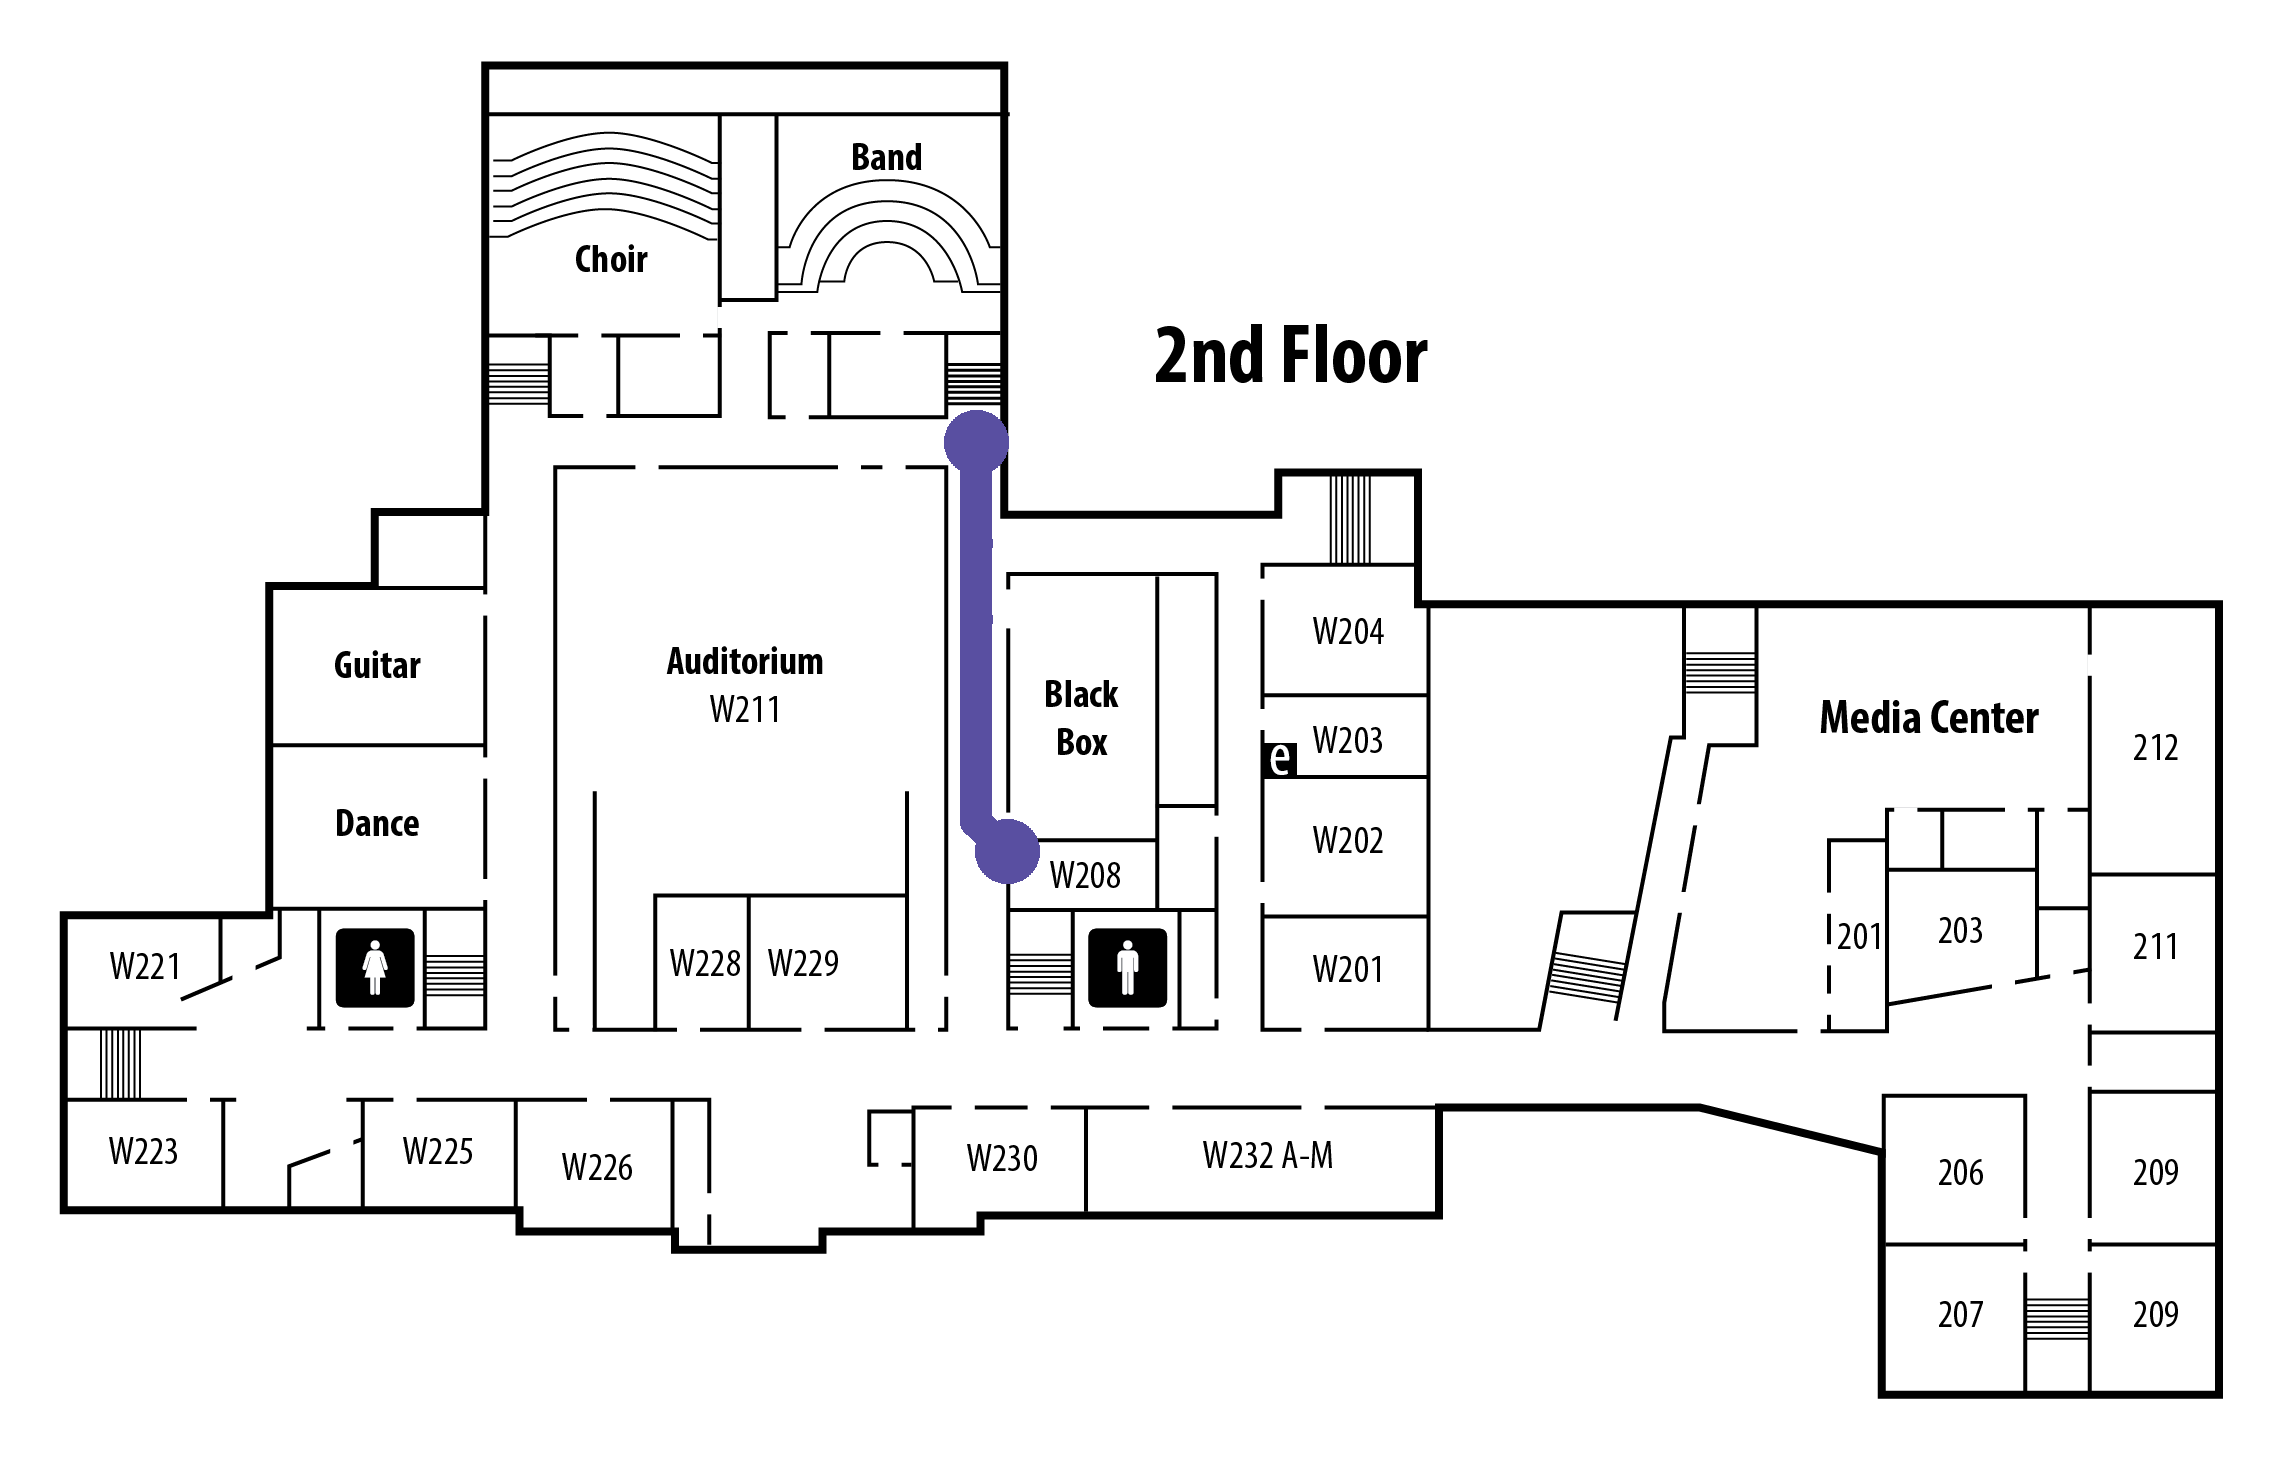 Band
Choir
2nd Floor
W204
Guitar
Auditorium
W211
Black
Box
Media Center
W203
e
212
Dance
W202
W208
W221
W228
W229
W201
201
203
211
W223
W225
W226
W230
W232 A-M
206
209
207
209